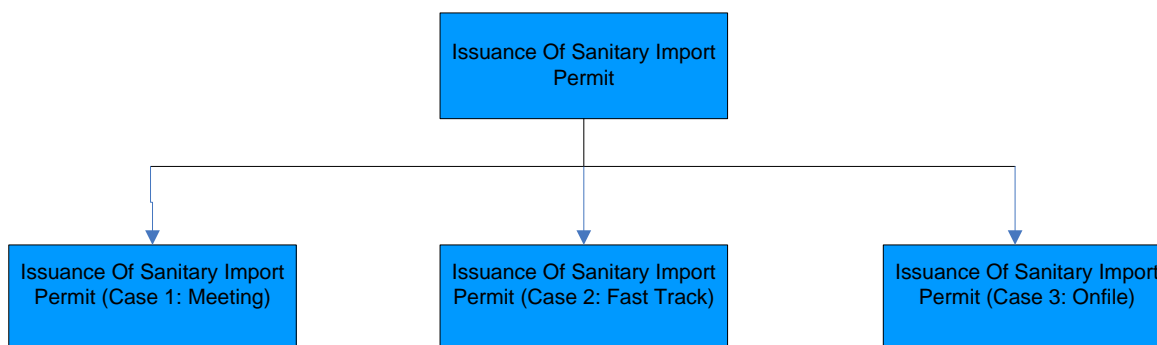 Issuance Of Sanitary Import
Permit
Issuance Of Sanitary Import
Permit (Case 1: Meeting)
Issuance Of Sanitary Import
Permit (Case 2: Fast Track)
Issuance Of Sanitary Import
Permit (Case 3: Onfile)